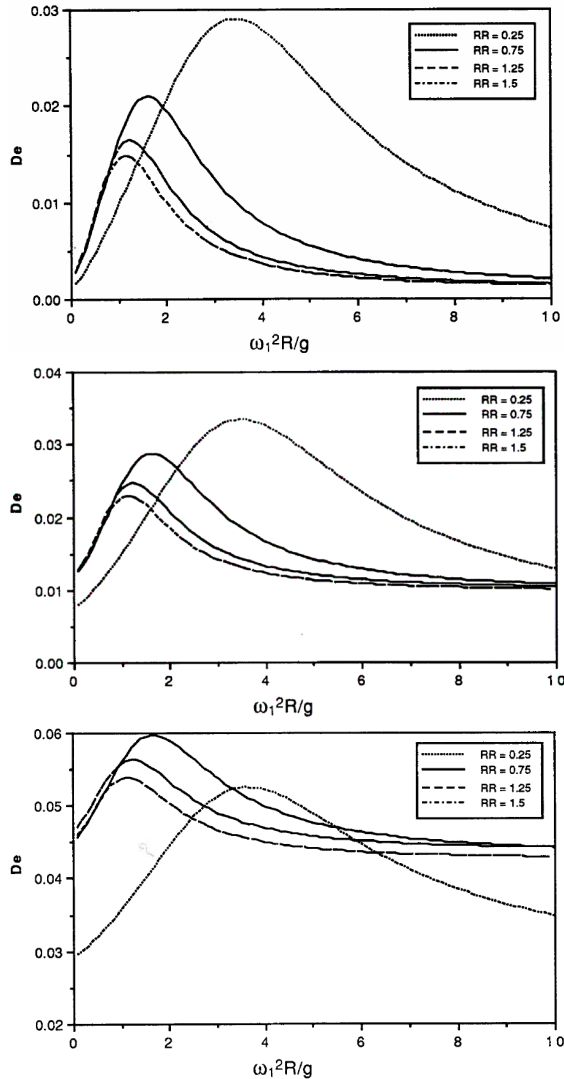 0.03
0.02
0.01
0.00
De
0 2 4 6 8 10
ω₁²R/g
RR = 0.25
RR = 0.75
RR = 1.25
RR = 1.5
0.04
0.03
0.02
0.01
0.00
De
0 2 4 6 8 10
ω₁²R/g
RR = 0.25
RR = 0.75
RR = 1.25
RR = 1.5
0.06
0.05
0.04
0.03
0.02
De
0 2 4 6 8 10
ω₁²R/g
RR = 0.25
RR = 0.75
RR = 1.25
RR = 1.5